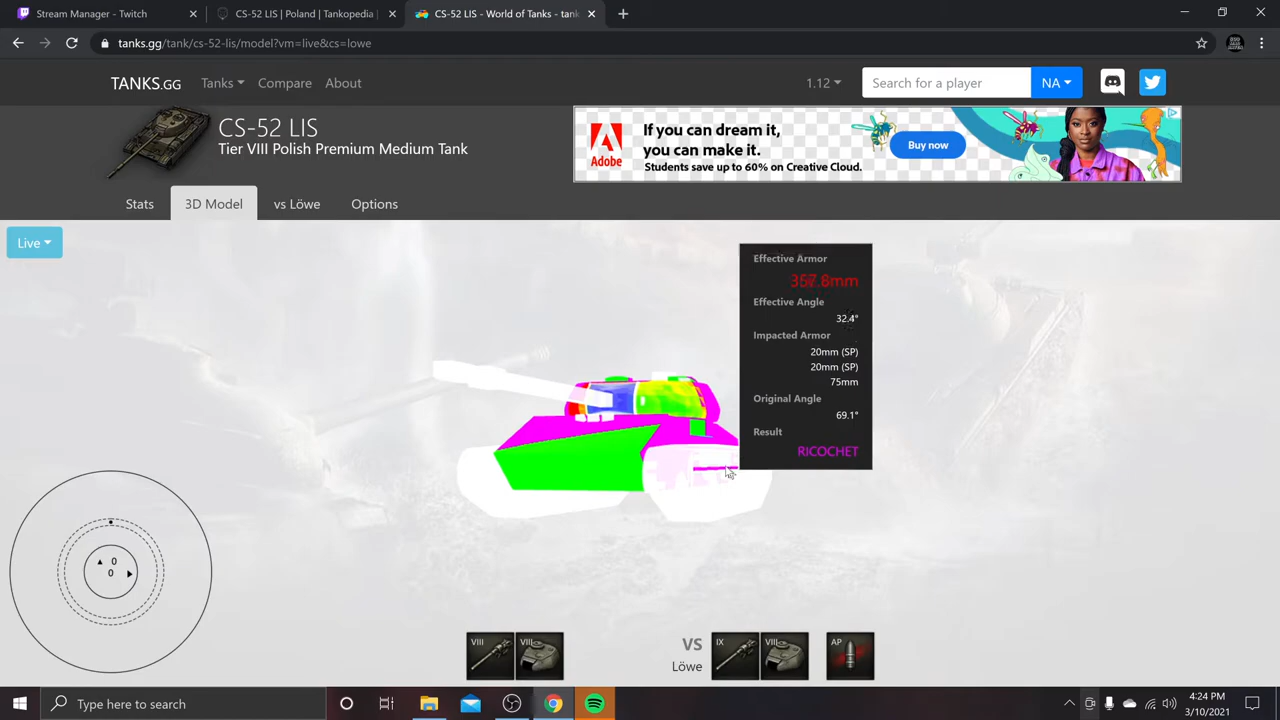 Stream Manager - Twitch
CS-52 LIS | Poland | Tankopedia
CS-52 LIS - World of Tanks - tank
tanks.gg/tank/cs-52-lis/model?vm=live&cs=lowe
TANKS.GG
Tanks
Compare
About
1.12
Search for a player
NA
CS-52 LIS
Tier VIII Polish Premium Medium Tank
Adobe
If you can dream it,
you can make it.
Students save up to 60% on Creative Cloud.
Buy now
Stats
3D Model
vs Löwe
Options
Live
Effective Armor
357.8mm
Effective Angle
32.4°
Impacted Armor
20mm (SP)
20mm (SP)
75mm
Original Angle
69.1°
Result
RICOCHET
0
0
VIII
VIII
VS
Löwe
IX
VIII
AP
Type here to search
4:24 PM
3/10/2021